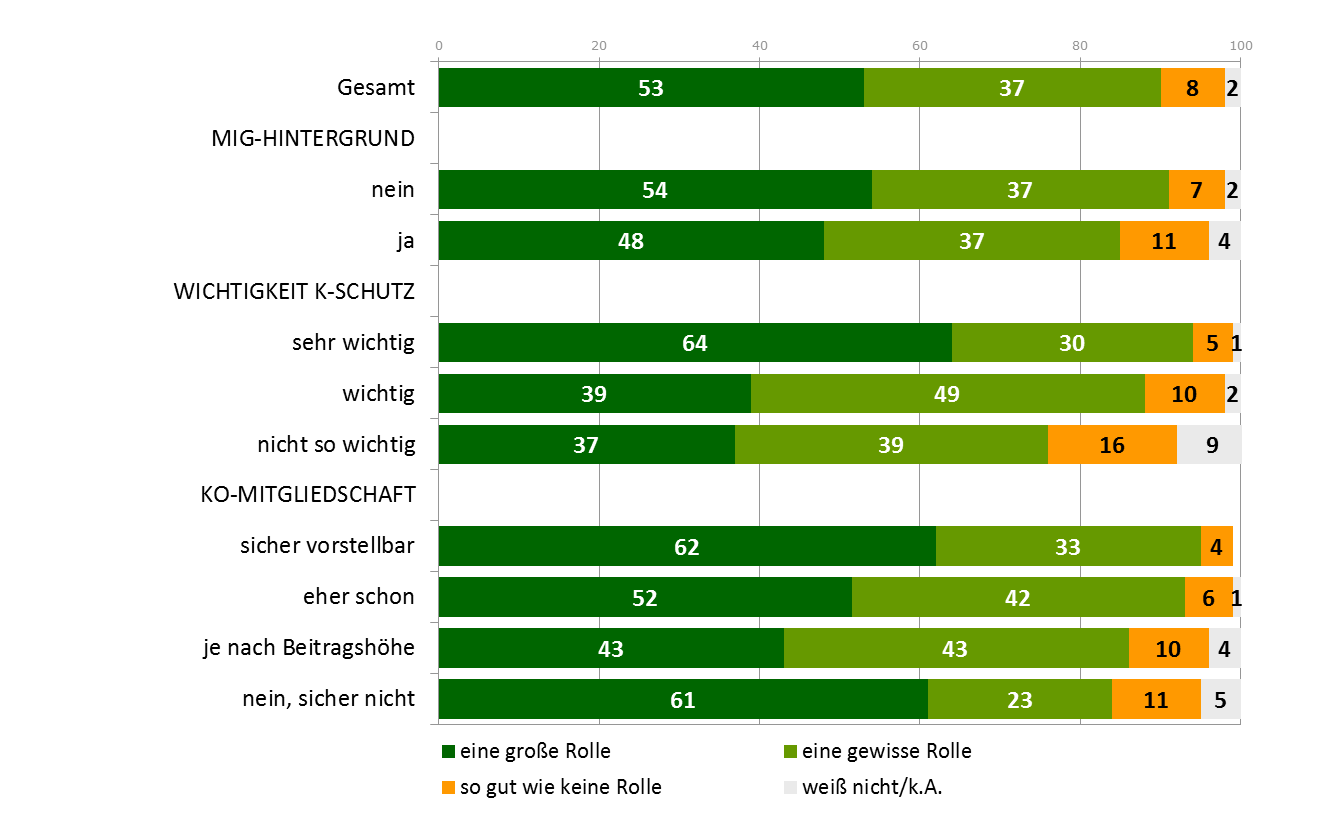 0 20 40 60 80 100
Gesamt 53 37 8 2
MIG-HINTERGRUND
nein 54 37 7 2
ja 48 37 11 4
WICHTIGKEIT K-SCHUTZ
sehr wichtig 64 30 5 1
wichtig 39 49 10 2
nicht so wichtig 37 39 16 9
KO-MITGLIEDSCHAFT
sicher vorstellbar 62 33 4
eher schon 52 42 6 1
je nach Beitragshöhe 43 43 10 4
nein, sicher nicht 61 23 11 5
eine große Rolle eine gewisse Rolle
so gut wie keine Rolle weiß nicht/k.A.